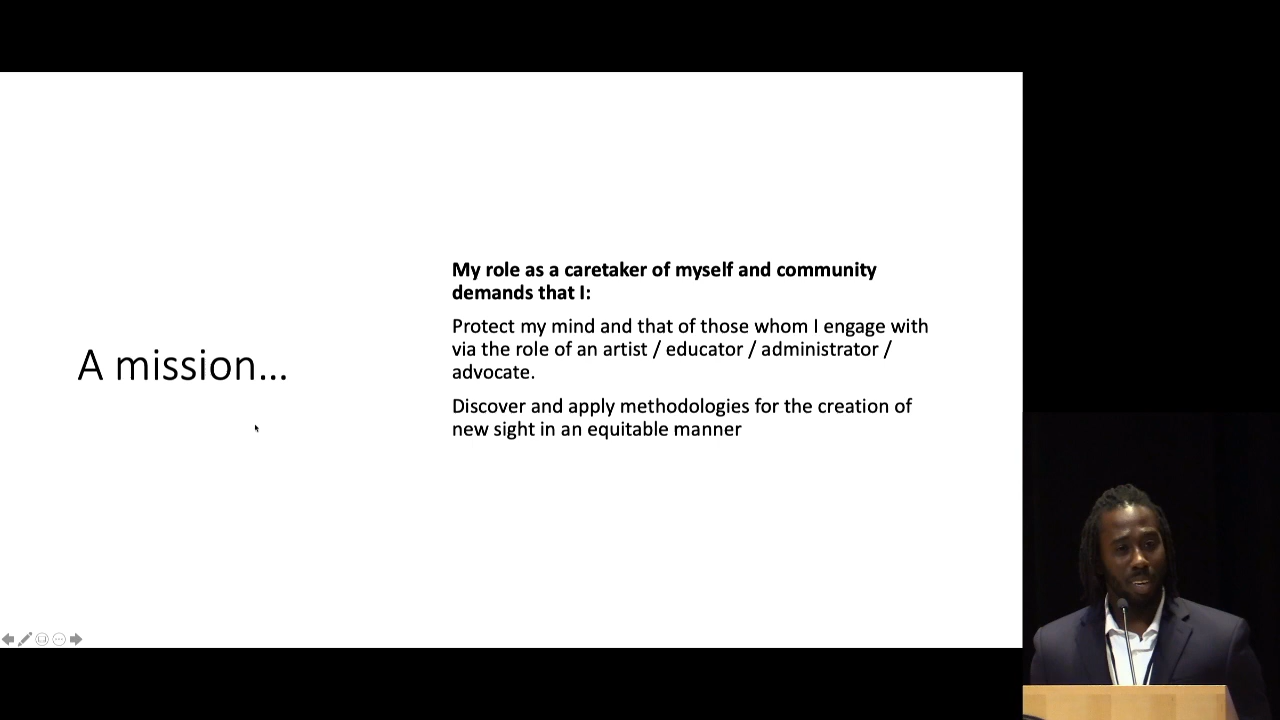 A mission...
My role as a caretaker of myself and community
demands that I:
Protect my mind and that of those whom I engage with
via the role of an artist / educator / administrator /
advocate.
Discover and apply methodologies for the creation of
new sight in an equitable manner